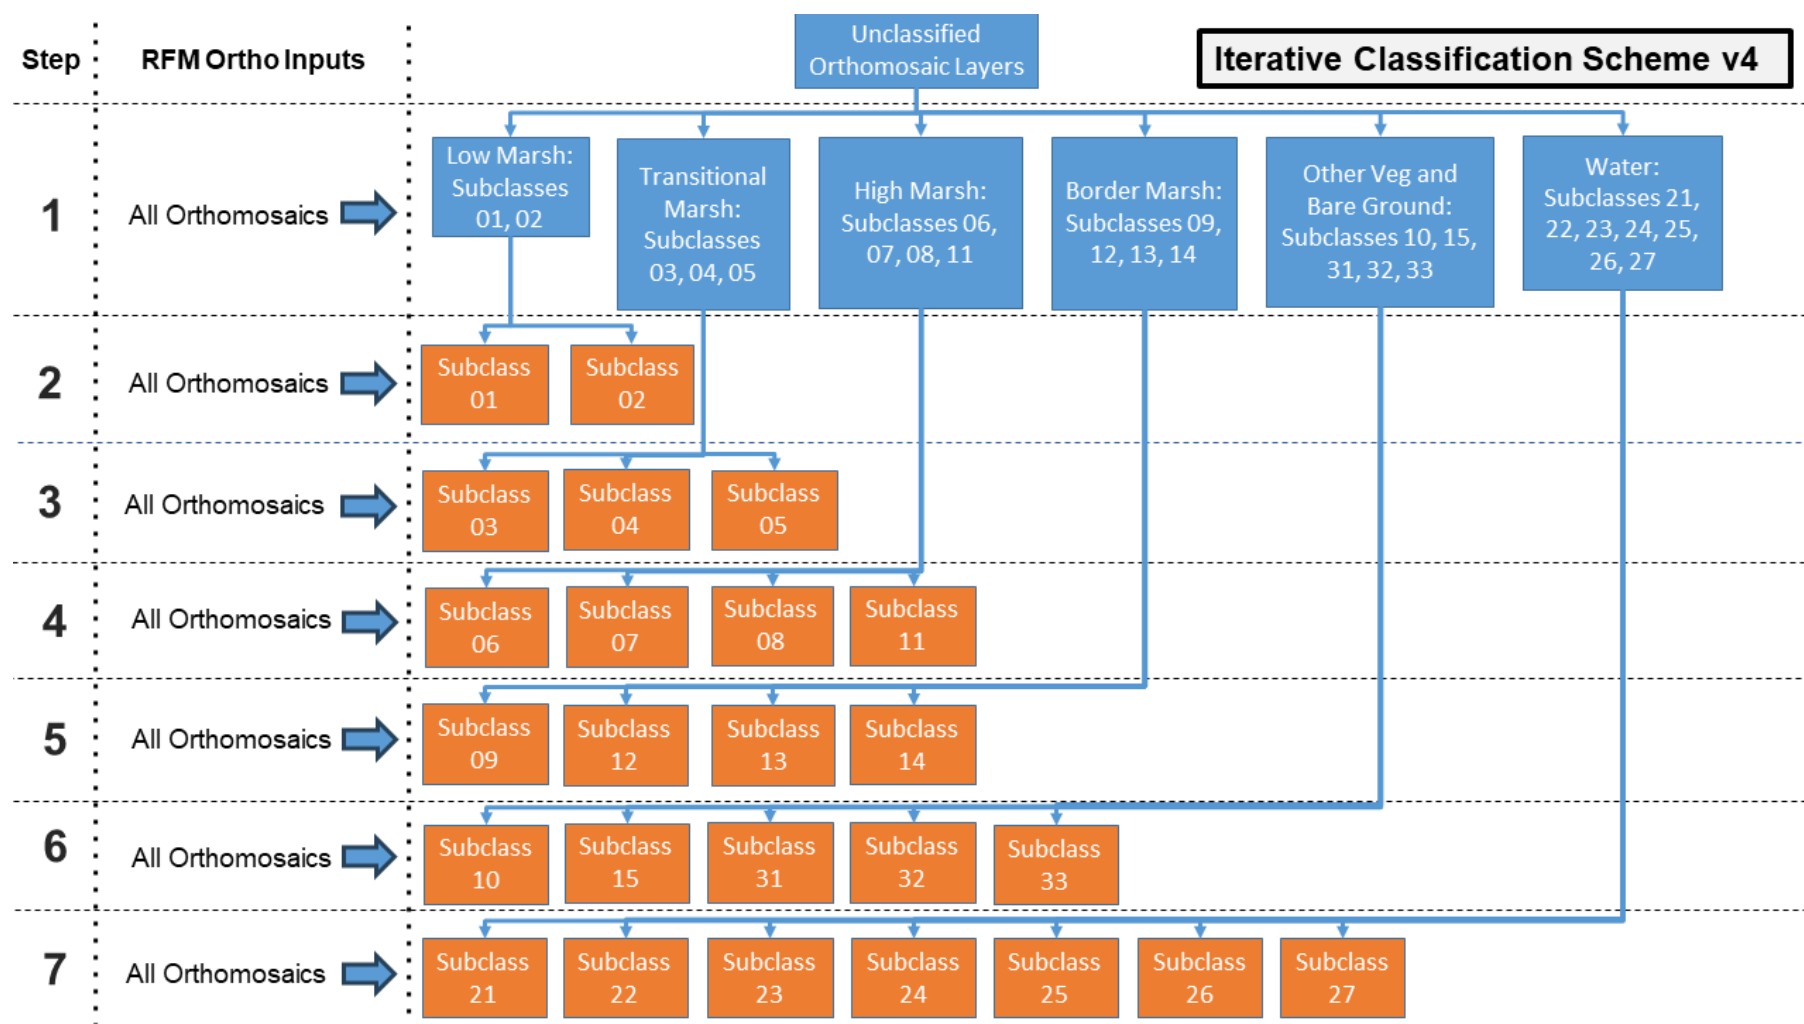 Step
RFM Ortho Inputs
Unclassified
Orthomosaic Layers
Iterative Classification Scheme v4
1
All Orthomosaics
Low Marsh:
Subclasses
01, 02
Transitional
Marsh:
Subclasses
03, 04, 05
High Marsh:
Subclasses 06,
07, 08, 11
Border Marsh:
Subclasses 09,
12, 13, 14
Other Veg and
Bare Ground:
Subclasses 10, 15,
31, 32, 33
Water:
Subclasses 21,
22, 23, 24, 25,
26, 27
2
All Orthomosaics
Subclass
01
Subclass
02
3
All Orthomosaics
Subclass
03
Subclass
04
Subclass
05
4
All Orthomosaics
Subclass
06
Subclass
07
Subclass
08
Subclass
11
5
All Orthomosaics
Subclass
09
Subclass
12
Subclass
13
Subclass
14
6
All Orthomosaics
Subclass
10
Subclass
15
Subclass
31
Subclass
32
Subclass
33
7
All Orthomosaics
Subclass
21
Subclass
22
Subclass
23
Subclass
24
Subclass
25
Subclass
26
Subclass
27